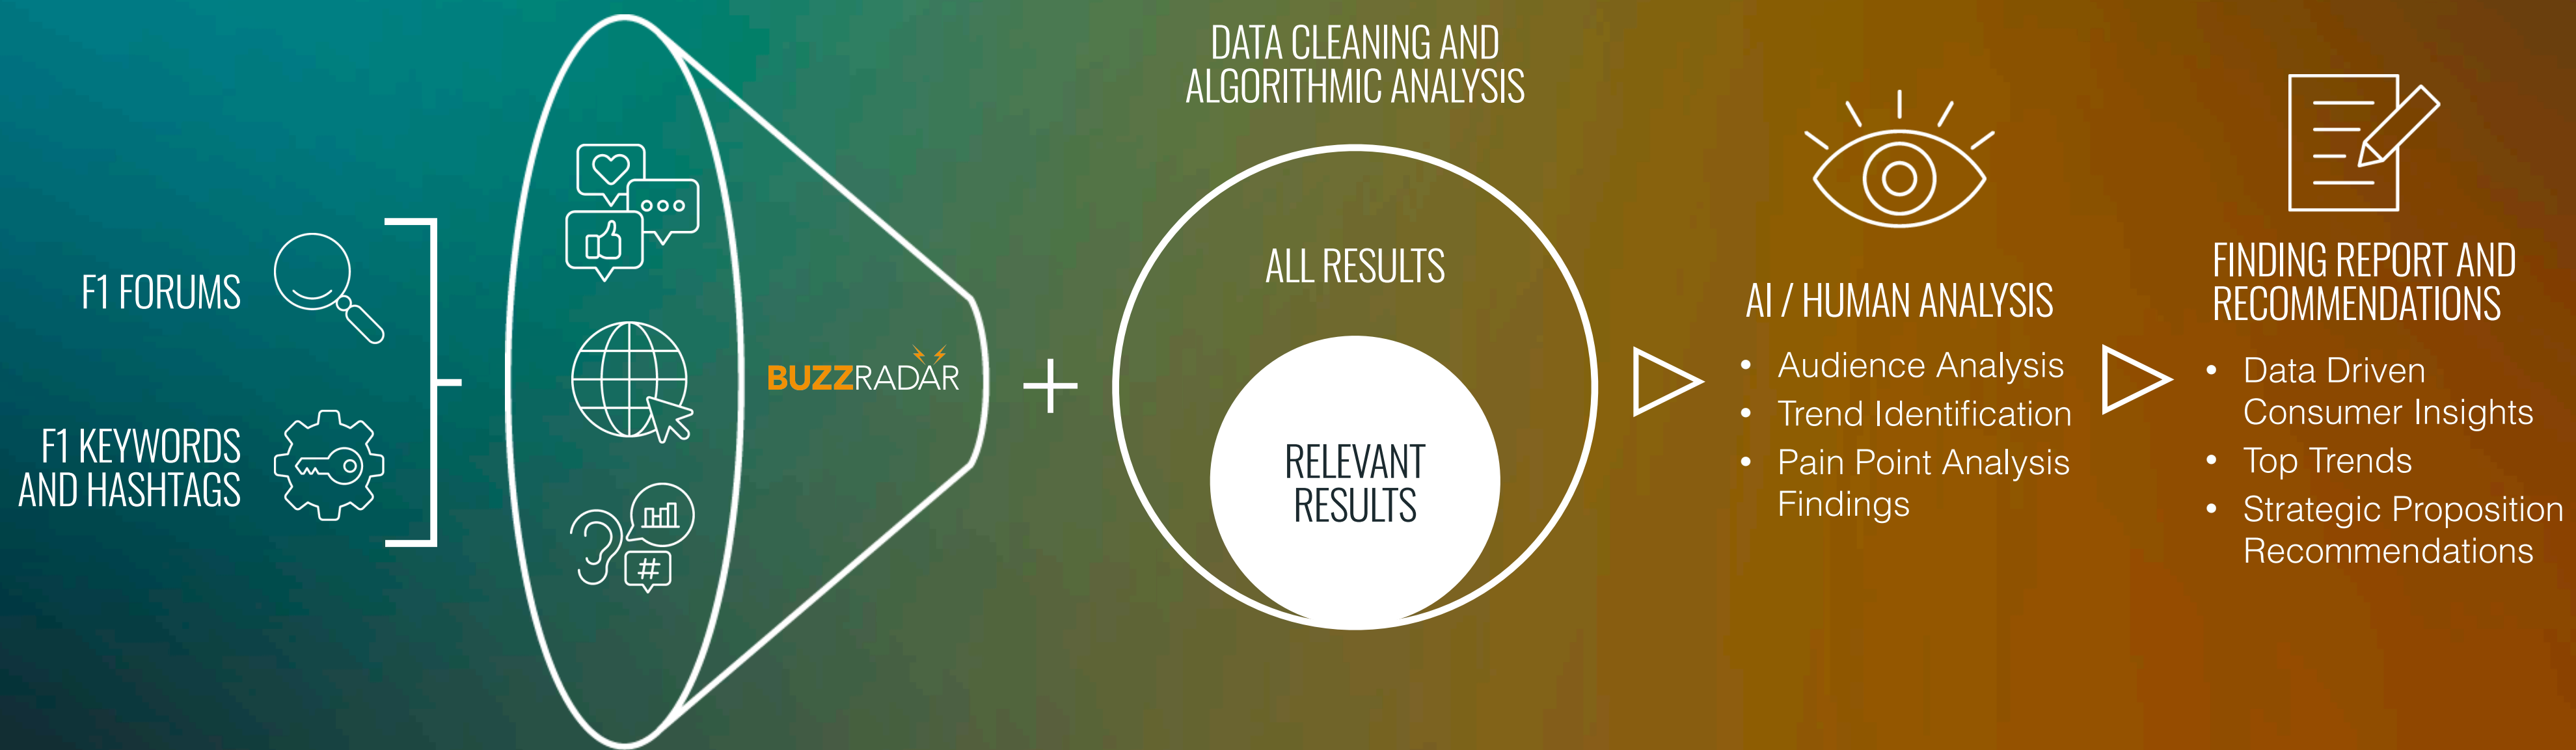 F1 FORUMS
F1 KEYWORDS
AND HASHTAGS
#
BUZZRADAR
+
DATA CLEANING AND
ALGORITHMIC ANALYSIS
ALL RESULTS
RELEVANT
RESULTS
AI / HUMAN ANALYSIS
• Audience Analysis
• Trend Identification
• Pain Point Analysis
Findings
FINDING REPORT AND
RECOMMENDATIONS
• Data Driven
Consumer Insights
• Top Trends
• Strategic Proposition
Recommendations